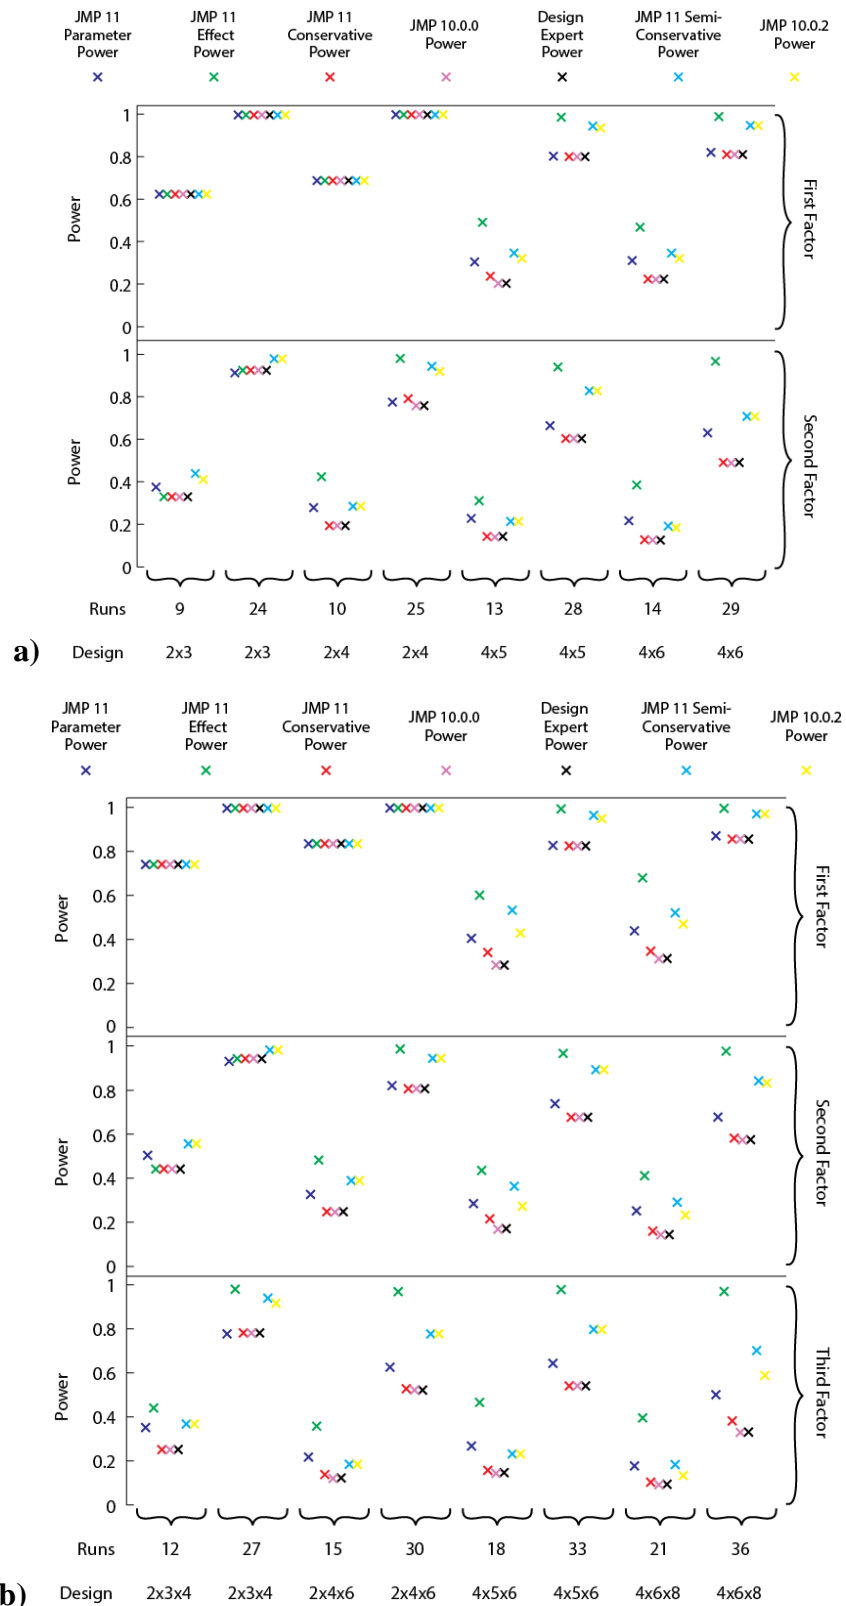 JMP 11 Parameter Power
JMP 11 Effect Power
JMP 11 Conservative Power
JMP 10.0.0 Power
Design Expert Power
JMP 11 Semi-Conservative Power
JMP 10.0.2 Power
1
0.8
0.6
0.4
0.2
0
Power
First Factor
1
0.8
0.6
0.4
0.2
0
Power
Second Factor
Runs 9 24 10 25 13 28 14 29
a) Design 2x3 2x3 2x4 2x4 4x5 4x5 4x6 4x6
JMP 11 Parameter Power
JMP 11 Effect Power
JMP 11 Conservative Power
JMP 10.0.0 Power
Design Expert Power
JMP 11 Semi-Conservative Power
JMP 10.0.2 Power
1
0.8
0.6
0.4
0.2
0
Power
First Factor
1
0.8
0.6
0.4
0.2
0
Power
Second Factor
1
0.8
0.6
0.4
0.2
0
Power
Third Factor
Runs 12 27 15 30 18 33 21 36
b) Design 2x3x4 2x3x4 2x4x6 2x4x6 4x5x6 4x5x6 4x6x8 4x6x8